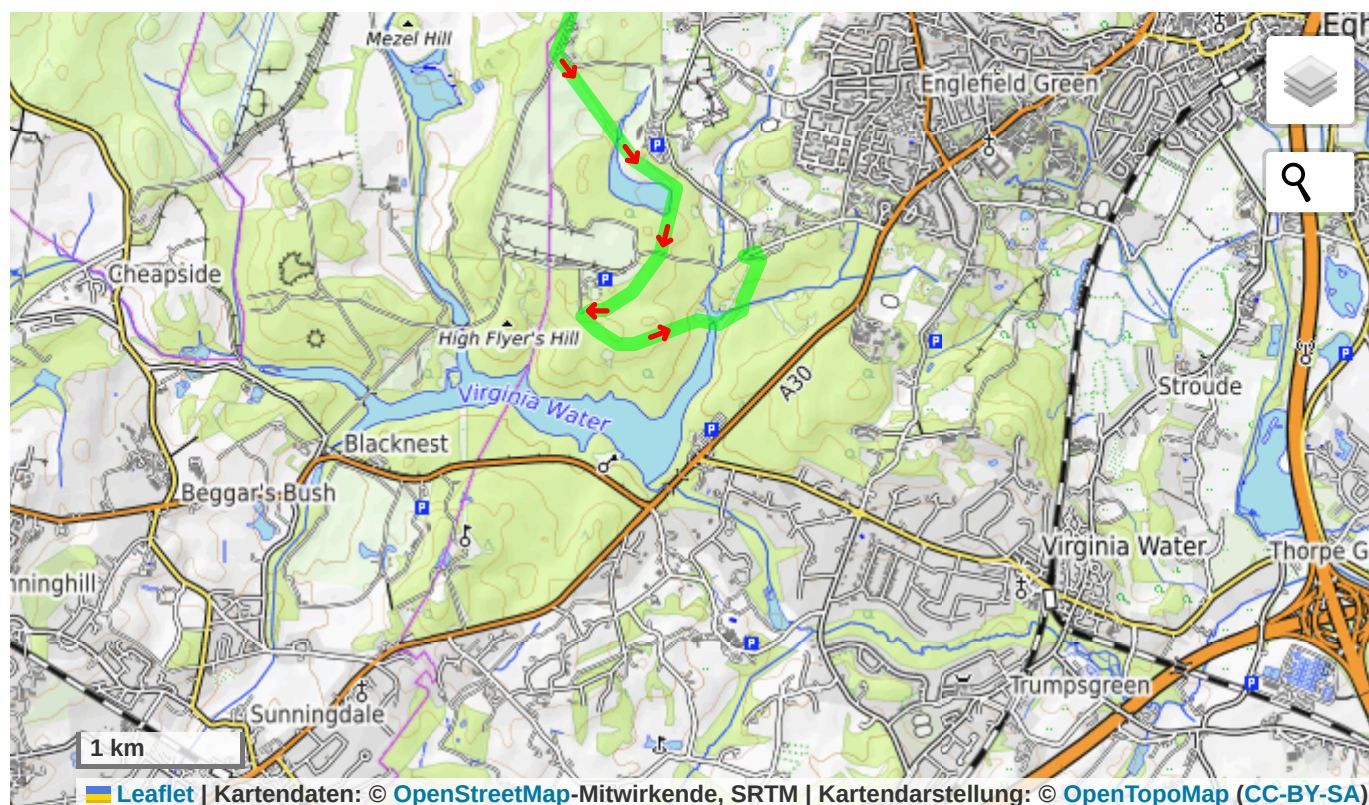 Mezel Hill
Egl
Englefield Green
P
Cheapside
P
High Flyer's Hill
P
P
Stroude
A30
Virginia Water
P
Blacknest
Beggar's Bush
P
Virginia Water
Thorpe G
nninghill
P
Trumpsgreen
P
Sunningdale
1 km
Leaflet | Kartendaten: © OpenStreetMap-Mitwirkende, SRTM | Kartendarstellung: © OpenTopoMap (CC-BY-SA)